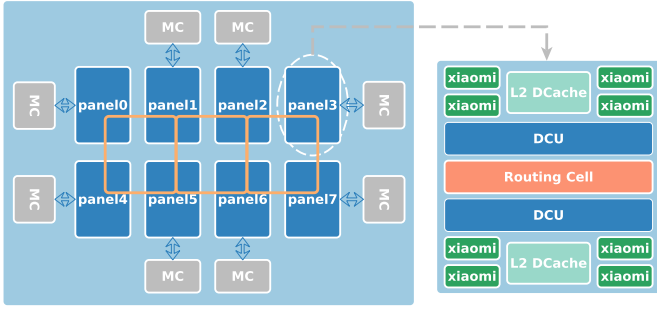 MC
MC
MC
panel0
panel1
panel2
panel3
MC
MC
panel4
panel5
panel6
panel7
MC
MC
MC
xiaomi
L2 DCache
xiaomi
xiaomi
xiaomi
DCU
Routing Cell
DCU
xiaomi
L2 DCache
xiaomi
xiaomi
xiaomi